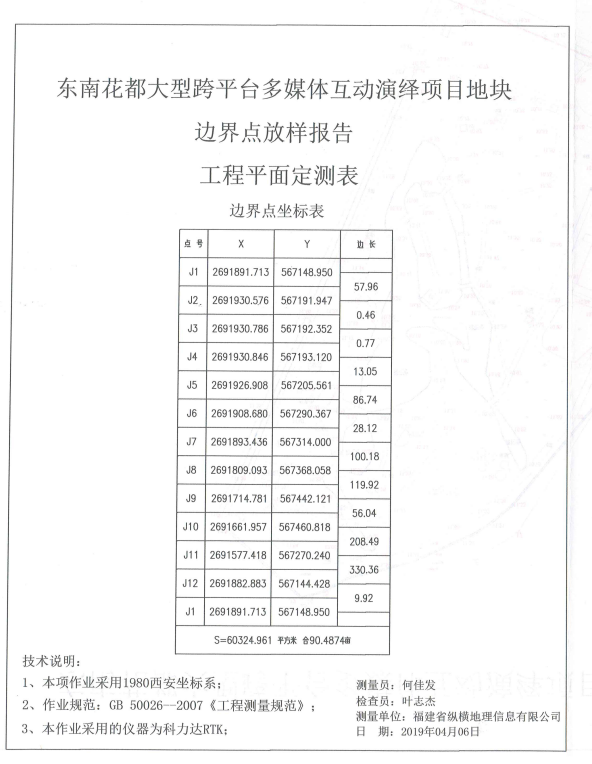 东南花都大型跨平台多媒体互动演绎项目地块
边界点放样报告
工程平面定测表
边界点坐标表
点 号 X Y 边 长
J1 2691891.713 567148.950
57.96
J2 2691930.576 567191.947
0.46
J3 2691930.786 567192.352
0.77
J4 2691930.846 567193.120
13.05
J5 2691926.908 567205.561
86.74
J6 2691908.680 567290.367
28.12
J7 2691893.436 567314.000
100.18
J8 2691809.093 567368.058
119.92
J9 2691714.781 567442.121
56.04
J10 2691661.957 567460.818
208.49
J11 2691577.418 567270.240
330.36
J12 2691882.883 567144.428
9.92
J1 2691891.713 567148.950
S=60324.961 平方米 合90.4874亩
技术说明：
1、本项作业采用1980西安坐标系；
2、作业规范：GB 50026—2007《工程测量规范》；
3、本作业采用的仪器为科力达RTK；
测量员：何佳发
检查员：叶志杰
测量单位：福建省纵横地理信息有限公司
日 期：2019年04月06日